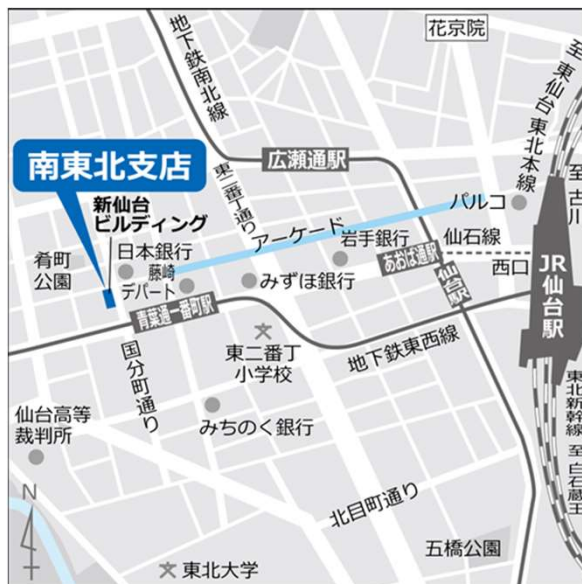 花京院
至東仙台
東北本線
至古川
地下鉄南北線
広瀬通駅
東二番丁通り
南東北支店
新仙台
ビルディング
パルコ
アーケード
岩手銀行
仙石線
あおば通駅
西口
JR仙台駅
仙台駅
肴町
公園
日本銀行
藤崎
デパート
みずほ銀行
青葉通一番町駅
東二番丁
小学校
地下鉄東西線
国分町通り
みちのく銀行
仙台高等
裁判所
東北新幹線
至白石蔵王
北目町通り
N
五橋公園
東北大学